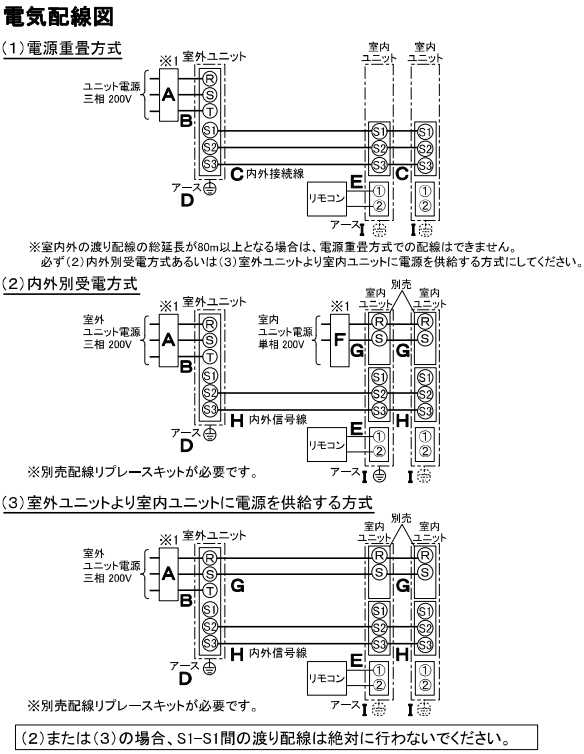 電気配線図
(1)電源重畳方式
※1 室外ユニット
室内
ユニット
室内
ユニット
ユニット電源
三相 200V
A
B
R
S
T
S1
S2
S3
S1
S2
S3
S1
S2
S3
C 内外接続線
C
アース
D
E
リモコン
①
②
①
②
アース I
I
※室内外の渡り配線の総延長が80m以上となる場合は、電源重畳方式での配線はできません。
必ず(2)内外別受電方式あるいは(3)室外ユニットより室内ユニットに電源を供給する方式にしてください。
(2)内外別受電方式
※1 室外ユニット
※1
室内
ユニット
別売
室内
ユニット
室外
ユニット電源
三相 200V
A
B
R
S
T
S1
S2
S3
室内
ユニット電源
単相 200V
F
G
R
S
S1
S2
S3
G
R
S
S1
S2
S3
H 内外信号線
H
アース
D
E
リモコン
①
②
①
②
アース I
I
※別売配線リプレースキットが必要です。
(3)室外ユニットより室内ユニットに電源を供給する方式
※1 室外ユニット
室内
ユニット
別売
室内
ユニット
室外
ユニット電源
三相 200V
A
B
R
S
T
S1
S2
S3
G
R
S
S1
S2
S3
G
R
S
S1
S2
S3
H 内外信号線
H
アース
D
E
リモコン
①
②
①
②
アース I
I
※別売配線リプレースキットが必要です。
(2)または(3)の場合、S1-S1間の渡り配線は絶対に行わないでください。